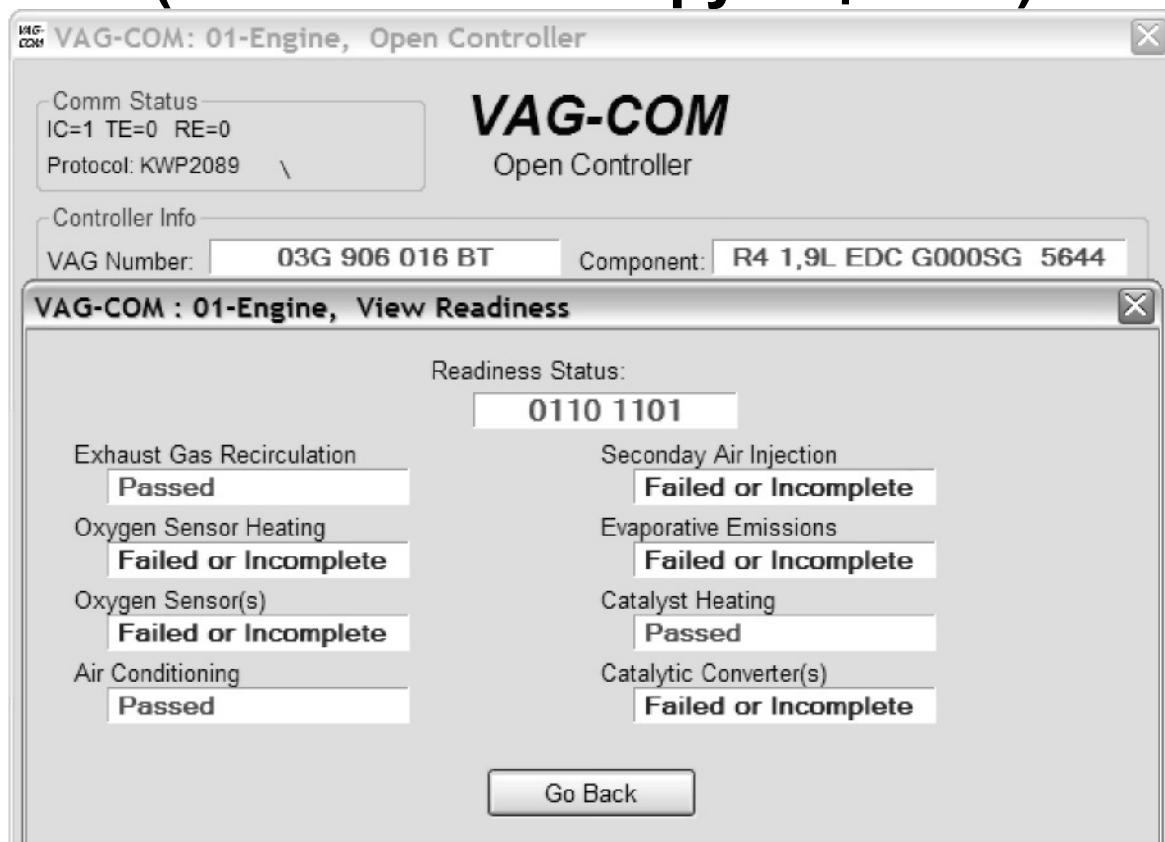 VAG-COM VAG-COM: 01-Engine, Open Controller
Comm Status
IC=1 TE=0 RE=0
Protocol: KWP2089 \
VAG-COM
Open Controller
Controller Info
VAG Number: 03G 906 016 BT Component: R4 1,9L EDC G000SG 5644
VAG-COM : 01-Engine, View Readiness
Readiness Status:
0110 1101
Exhaust Gas Recirculation Seconday Air Injection
Passed Failed or Incomplete
Oxygen Sensor Heating Evaporative Emissions
Failed or Incomplete Failed or Incomplete
Oxygen Sensor(s) Catalyst Heating
Failed or Incomplete Passed
Air Conditioning Catalytic Converter(s)
Passed Failed or Incomplete
Go Back